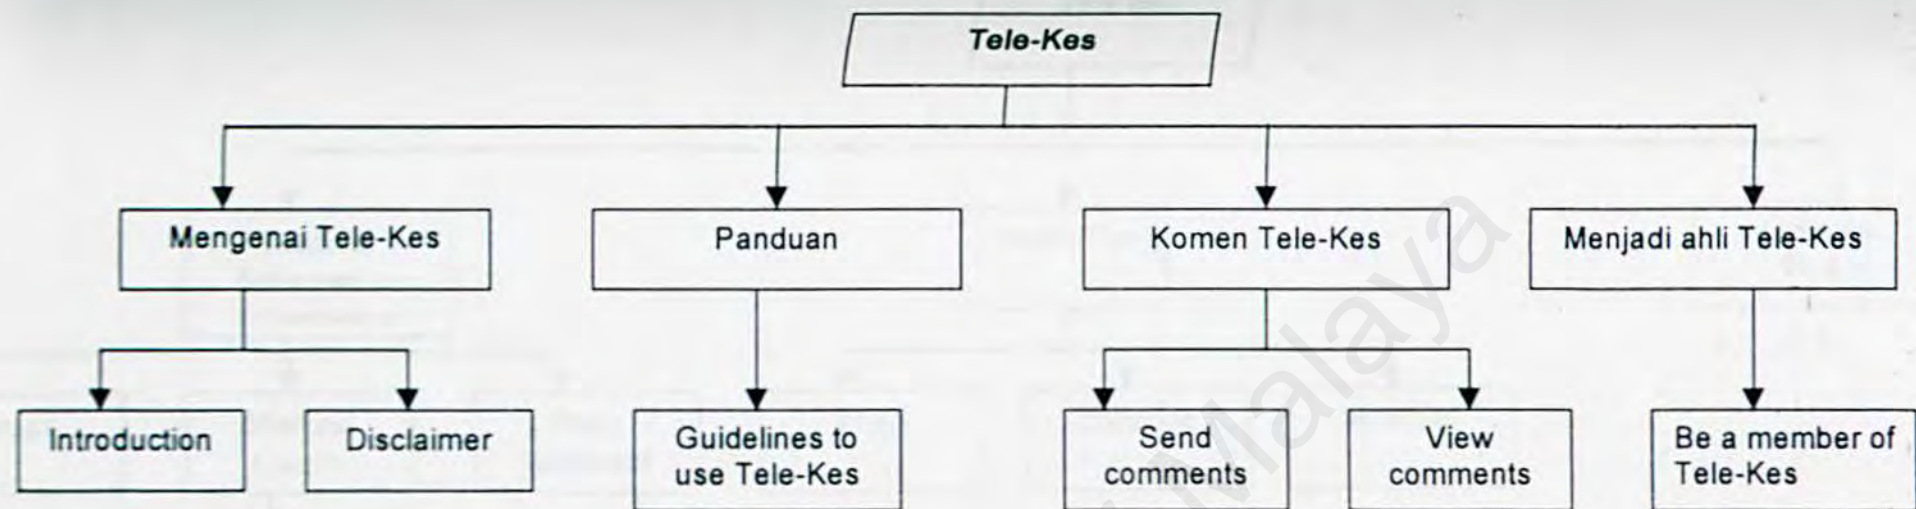 Tele-Kes
Mengenai Tele-Kes
Panduan
Komen Tele-Kes
Menjadi ahli Tele-Kes
Introduction
Disclaimer
Guidelines to
use Tele-Kes
Send
comments
View
comments
Be a member of
Tele-Kes
Malaya